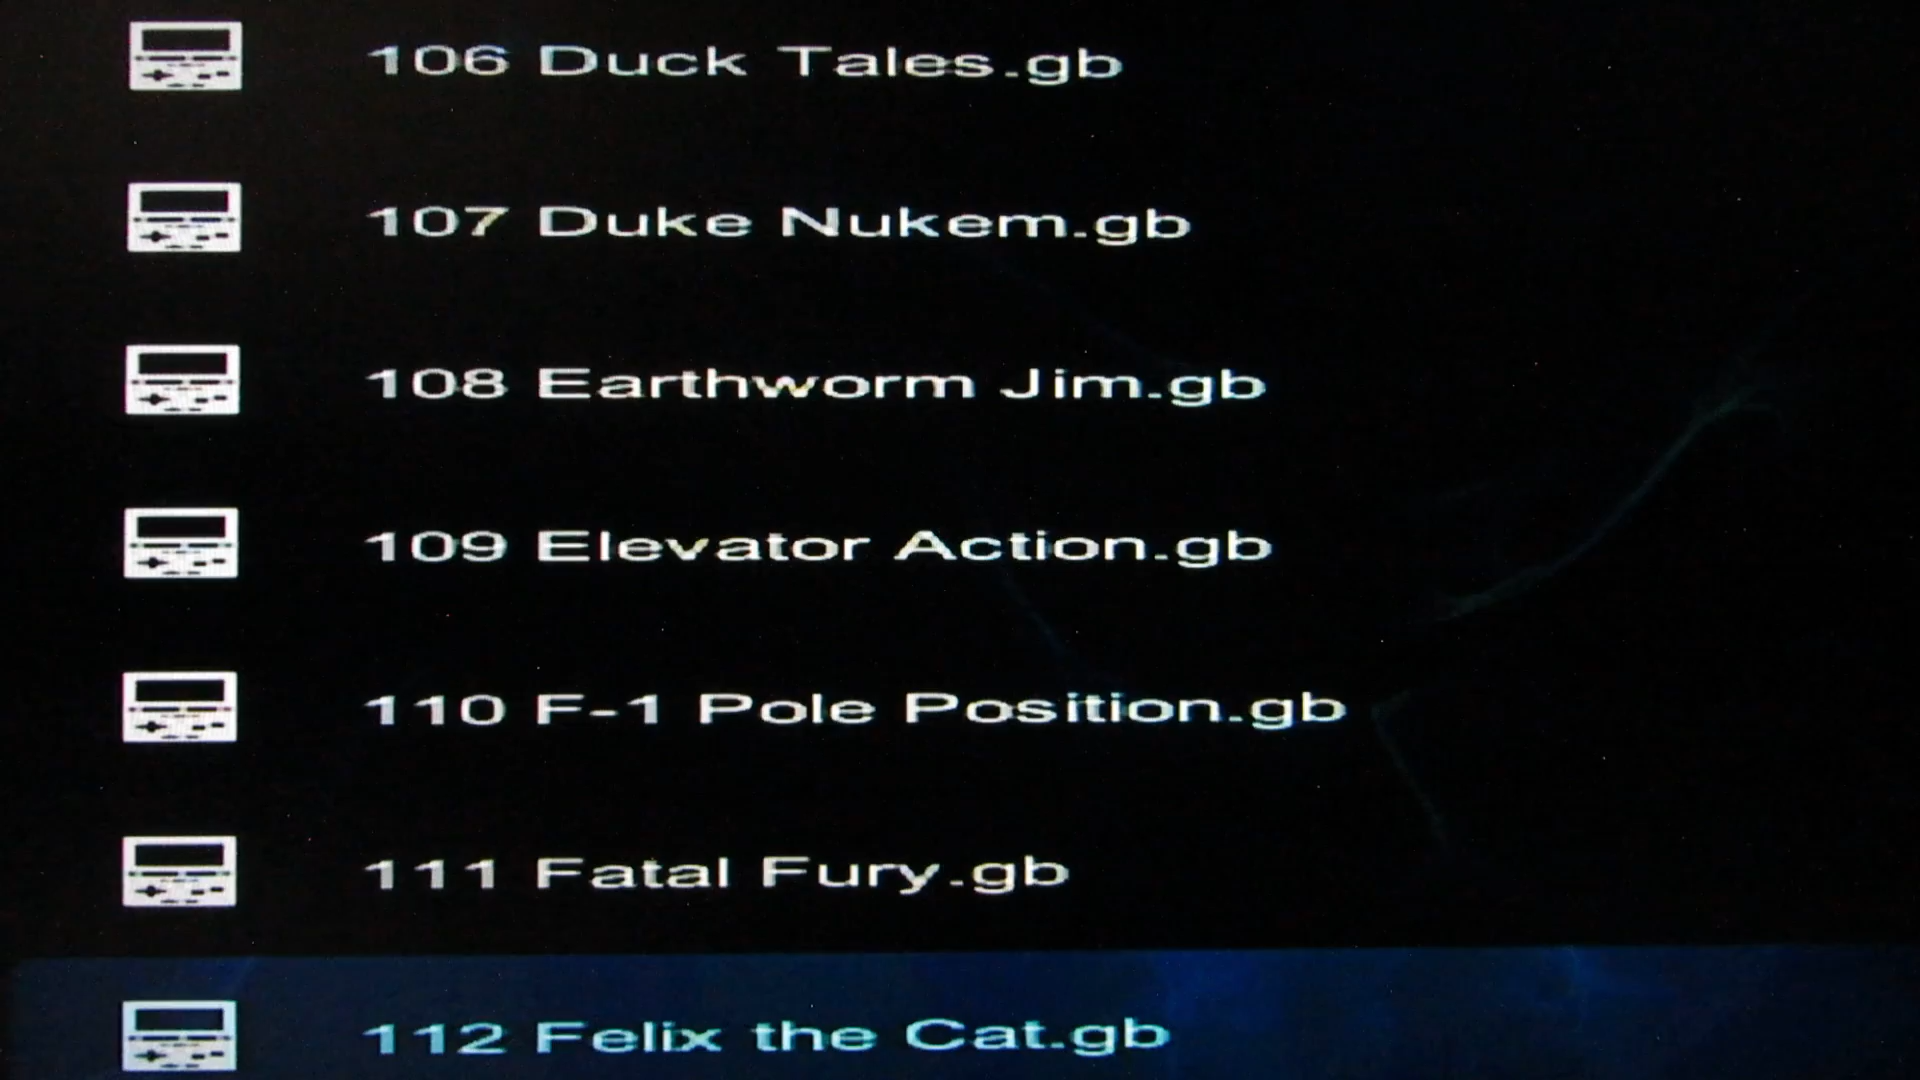 106 Duck Tales.gb
107 Duke Nukem.gb
108 Earthworm Jim.gb
109 Elevator Action.gb
110 F-1 Pole Position.gb
111 Fatal Fury.gb
112 Felix the Cat.gb